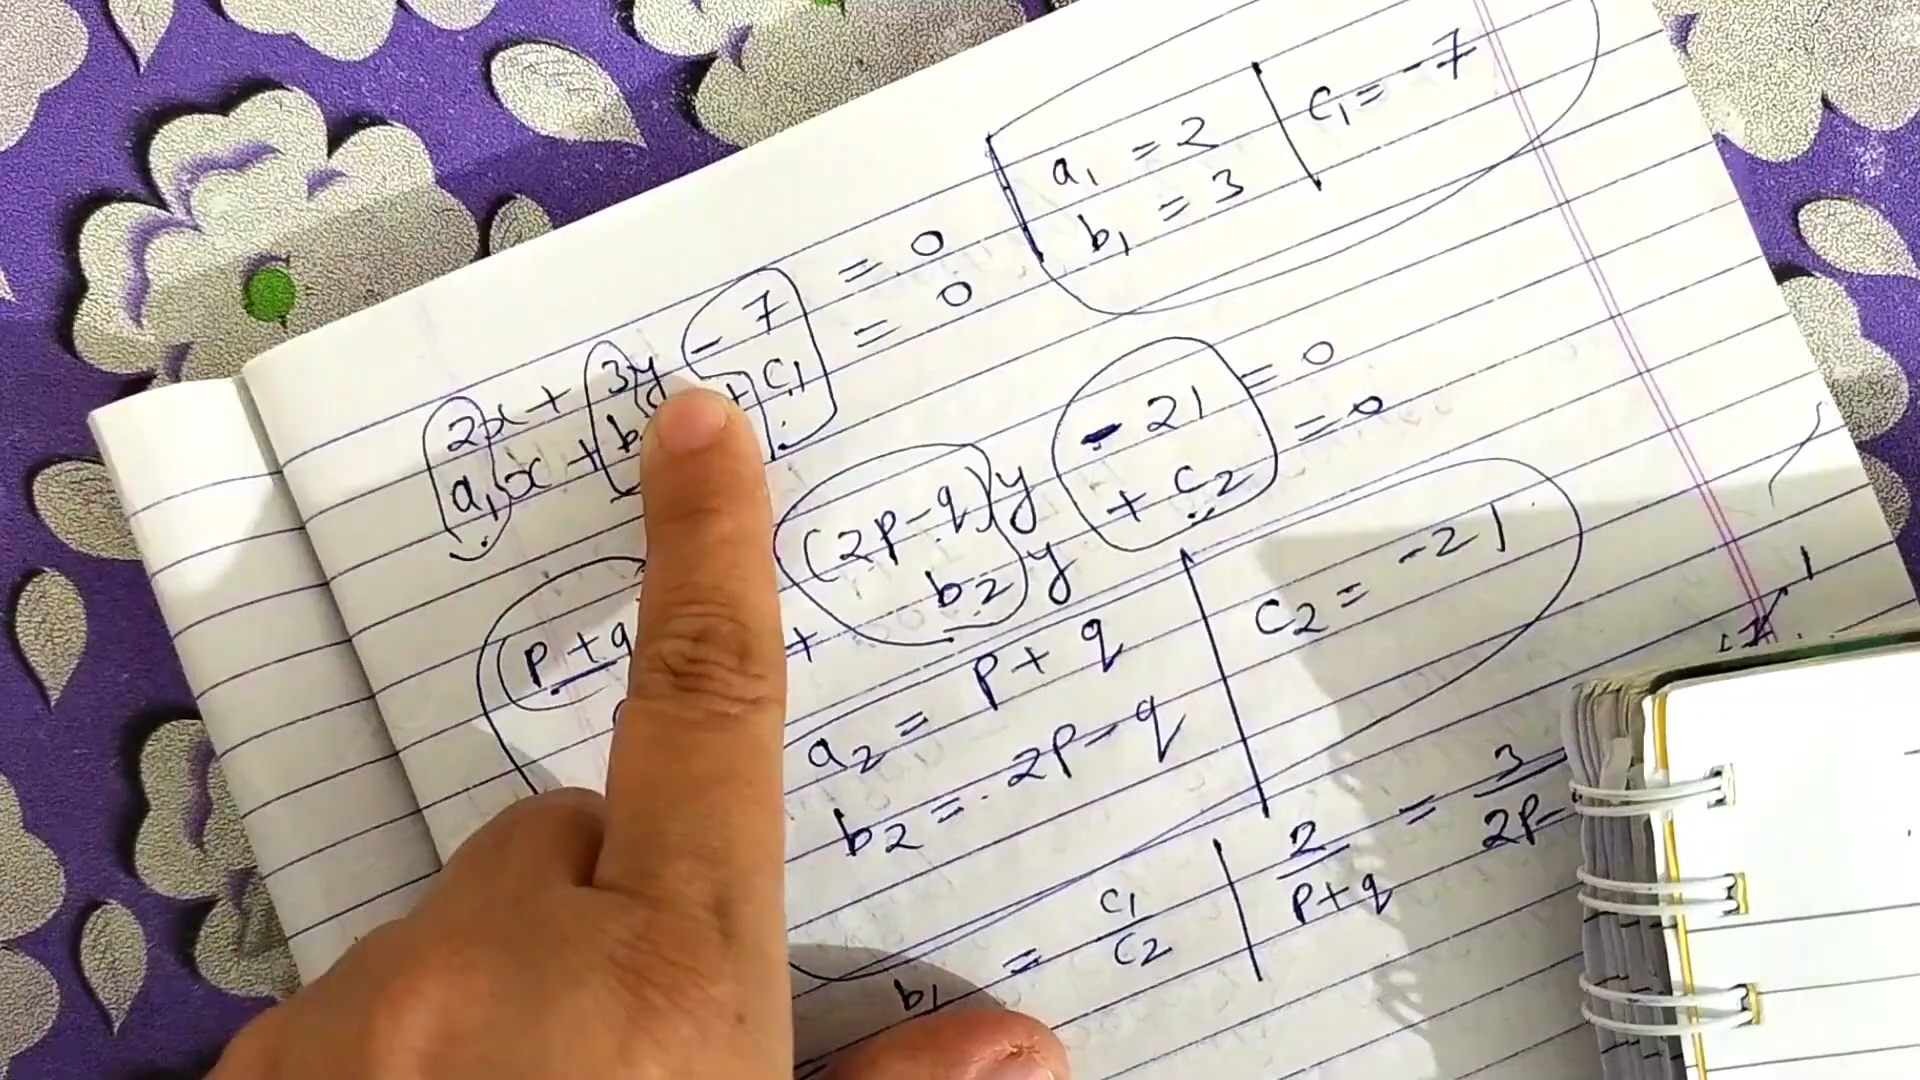 a₁ = 2 | c₁ = -7
b₁ = 3
2x + 3y - 7 = 0
a₁x + b + c₁ = 0
(p+q + (2p-q)y - 21 = 0
b₂y + c₂ = 0
a₂ = p + q | c₂ = -21
b₂ = 2p - q
b₁ = c₁/c₂ | 2/p+q = 3/2p-